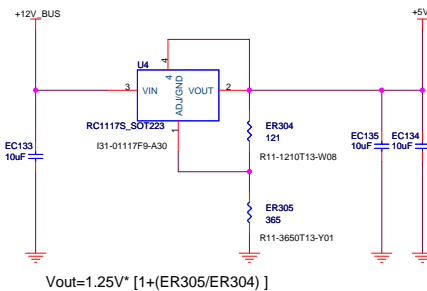 +12V_BUS
+5V
U4
4
4
3
VIN
VOUT
2
ADJ/GND
RC1117S_SOT223
1
I31-01117F9-A30
EC133
10uF
ER304
121
R11-1210T13-W08
EC135
10uF
EC134
10uF
ER305
365
R11-3650T13-Y01
Vout=1.25V* [1+(ER305/ER304) ]